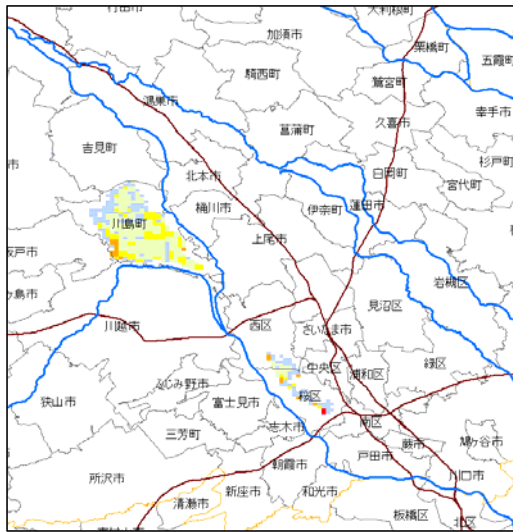 行田市
加須市
大利根町
栗橋町
五霞町
騎西町
鷲宮町
幸手市
鴻巣市
菖蒲町
久喜市
吉見町
杉戸町
北本市
白岡町
宮代町
桶川市
伊奈町
蓮田市
川島町
上尾市
坂戸市
岩槻区
ヶ島市
見沼区
川越市
西区
さいたま市
緑区
中央区
浦和区
ふじみ野市
狭山市
富士見市
桜区
南区
志木市
三芳町
蕨市
鳩ヶ谷市
戸田市
朝霞市
川口市
所沢市
新座市
和光市
清瀬市
板橋区
北区